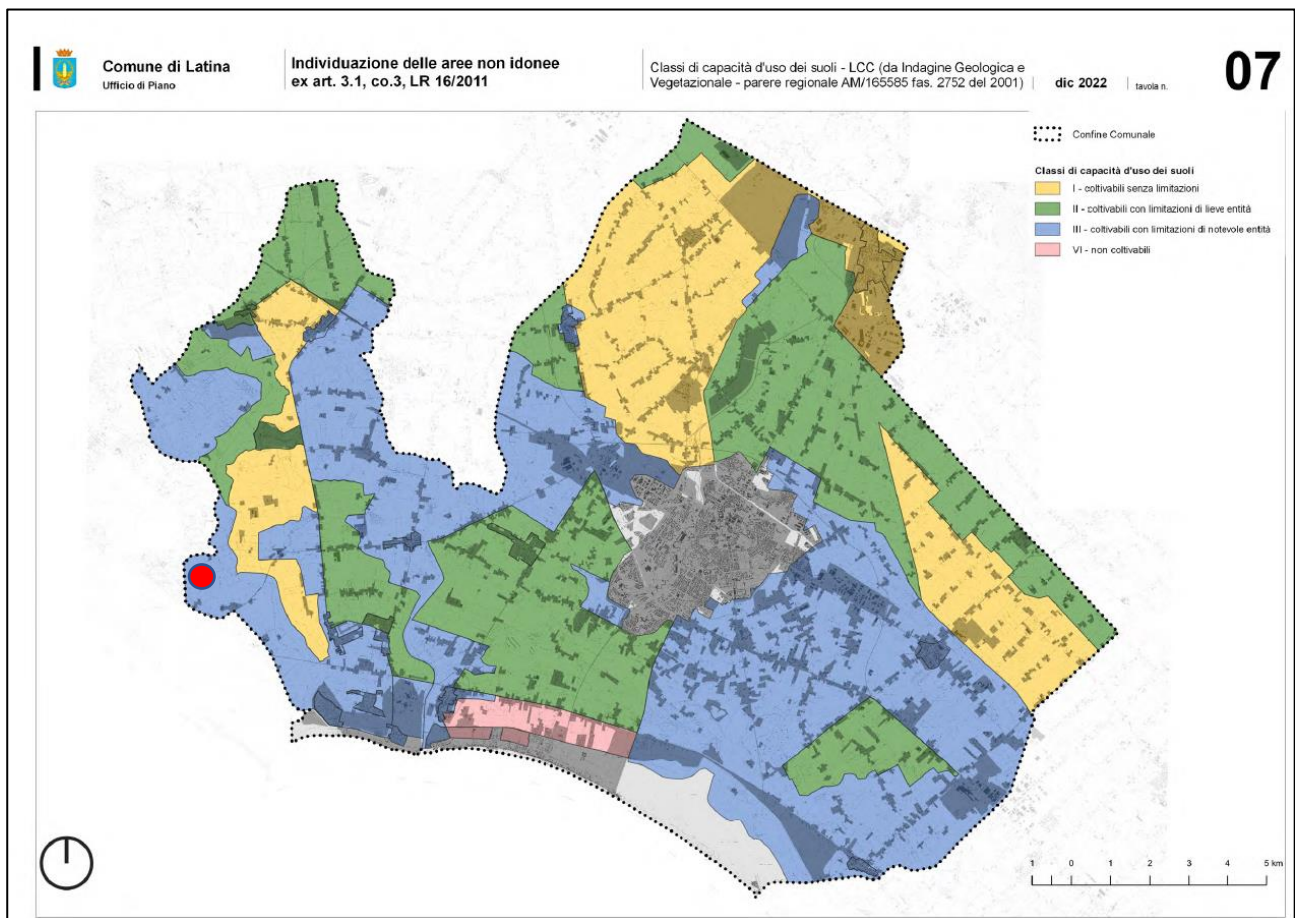 Comune di Latina
Ufficio di Piano
Individuazione delle aree non idonee
ex art. 3.1, co.3, LR 16/2011
Classi di capacità d'uso dei suoli - LCC (da Indagine Geologica e
Vegetazionale - parere regionale AM/165585 fas. 2752 del 2001)
dic 2022
tavola n.
07
Confine Comunale
Classi di capacità d'uso dei suoli
I - coltivabili senza limitazioni
II - coltivabili con limitazioni di lieve entità
III - coltivabili con limitazioni di notevole entità
VI - non coltivabili
1 0 1 2 3 4 5 km